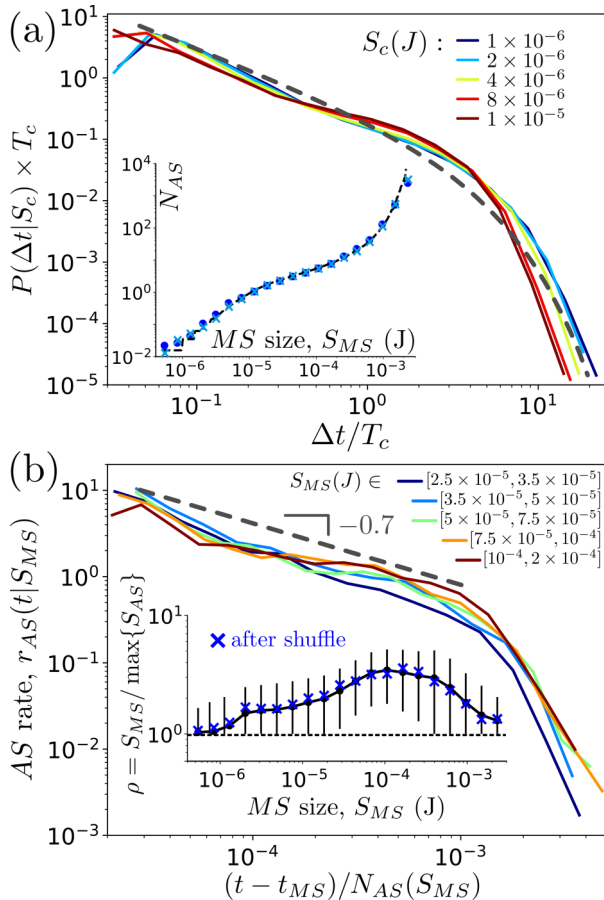 (a)
S_c(J) :
1 × 10^-6
2 × 10^-6
4 × 10^-6
8 × 10^-6
1 × 10^-5
P(Δt|S_c) × T_c
10^1
10^0
10^-1
10^-2
10^-3
10^-4
10^-5
N_AS
10^4
10^2
10^0
10^-2
10^-6 10^-5 10^-4 10^-3
MS size, S_MS (J)
10^-1 10^0 10^1
Δt/T_c
(b)
S_MS(J) ∈
[2.5 × 10^-5, 3.5 × 10^-5]
[3.5 × 10^-5, 5 × 10^-5]
[5 × 10^-5, 7.5 × 10^-5]
[7.5 × 10^-5, 10^-4]
[10^-4, 2 × 10^-4]
−0.7
AS rate, r_AS(t|S_MS)
10^1
10^0
10^-1
10^-2
10^-3
ρ = S_MS/ max{S_AS}
10^1
10^0
after shuffle
10^-6 10^-5 10^-4 10^-3
MS size, S_MS (J)
10^-4 10^-3
(t − t_MS)/N_AS(S_MS)